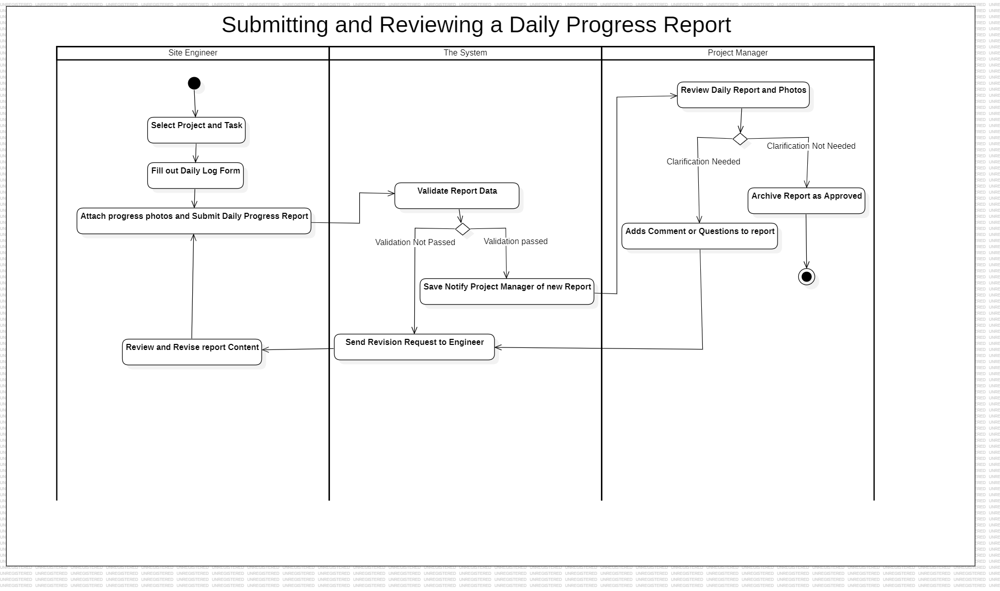 Submitting and Reviewing a Daily Progress Report
Site Engineer
The System
Project Manager
Select Project and Task
Fill out Daily Log Form
Attach progress photos and Submit Daily Progress Report
Review and Revise report Content
Validate Report Data
Validation Not Passed
Validation passed
Save Notify Project Manager of new Report
Send Revision Request to Engineer
Review Daily Report and Photos
Clarification Not Needed
Clarification Needed
Archive Report as Approved
Adds Comment or Questions to report
UNREGISTERED